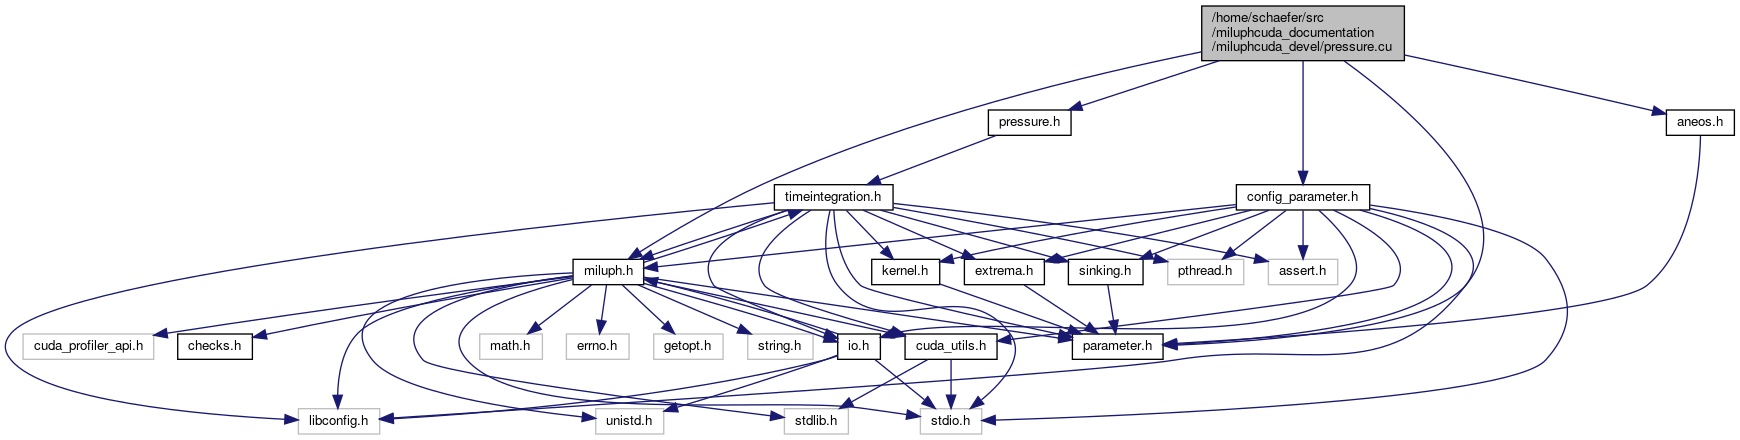 /home/schaefer/src
/miluphcuda_documentation
/miluphcuda_devel/pressure.cu
pressure.h
aneos.h
timeintegration.h
config_parameter.h
miluph.h
kernel.h
extrema.h
sinking.h
pthread.h
assert.h
cuda_profiler_api.h
checks.h
math.h
errno.h
getopt.h
string.h
io.h
cuda_utils.h
parameter.h
libconfig.h
unistd.h
stdlib.h
stdio.h